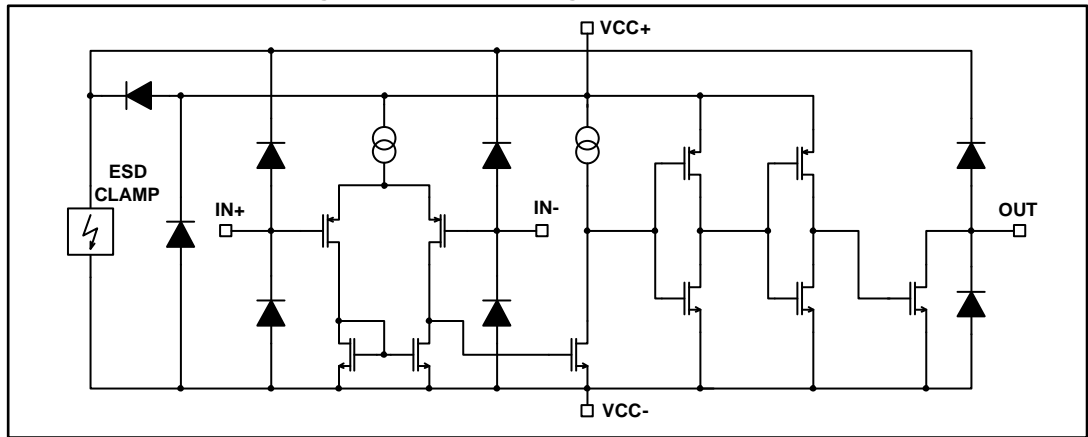 VCC+
ESD
CLAMP
IN+
IN-
OUT
VCC-